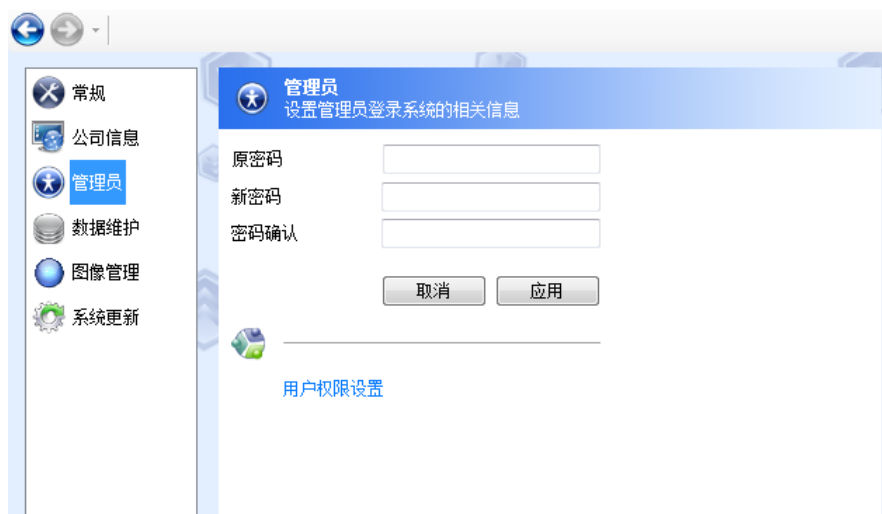 常规
公司信息
管理员
数据维护
图像管理
系统更新
管理员
设置管理员登录系统的相关信息
原密码
新密码
密码确认
取消
应用
用户权限设置